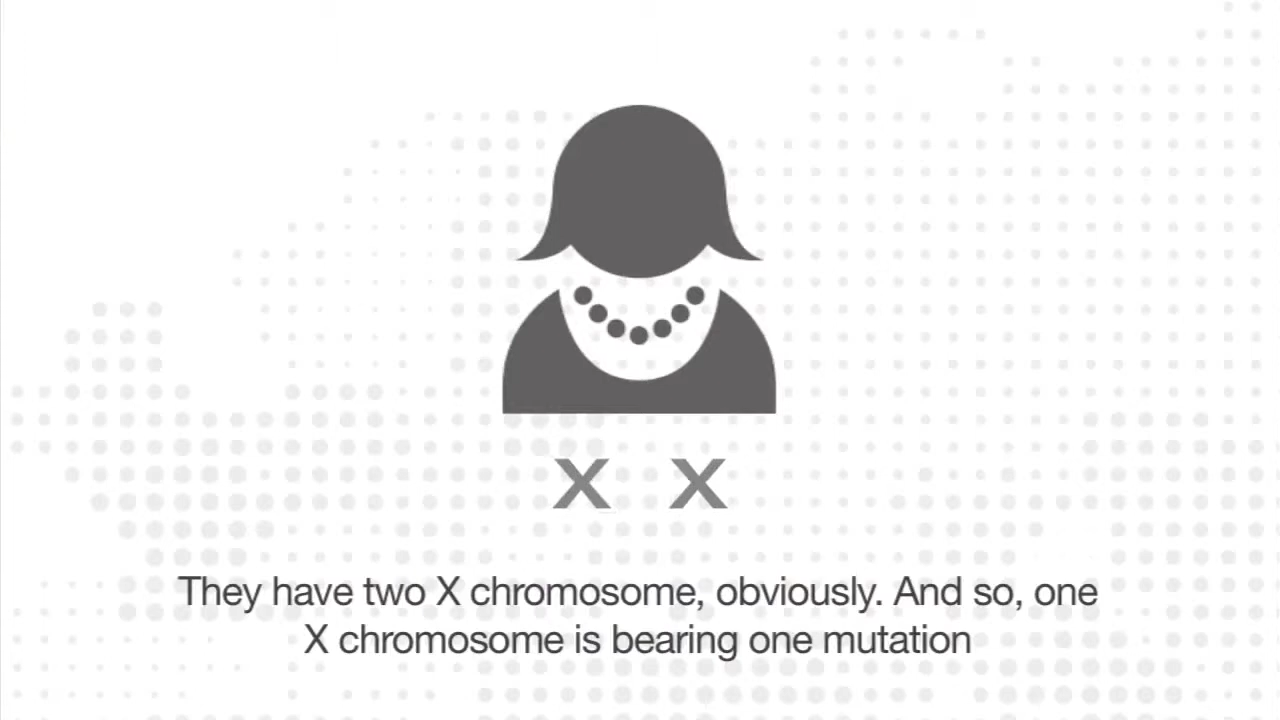 X X
They have two X chromosome, obviously. And so, one
X chromosome is bearing one mutation